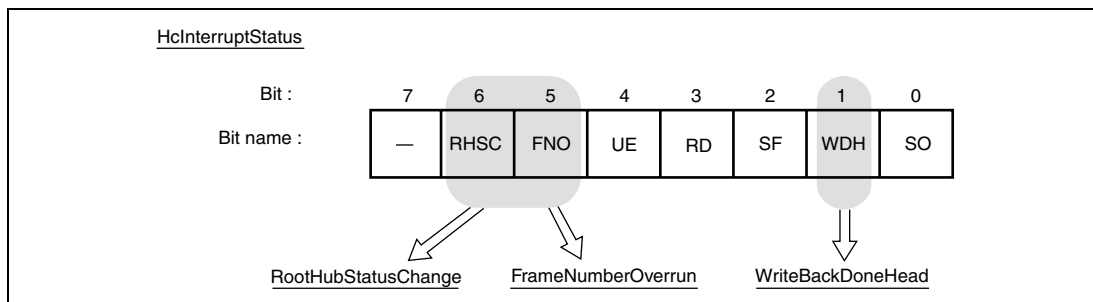 HcInterruptStatus
Bit : 7 6 5 4 3 2 1 0
Bit name : — RHSC FNO UE RD SF WDH SO
RootHubStatusChange FrameNumberOverrun WriteBackDoneHead